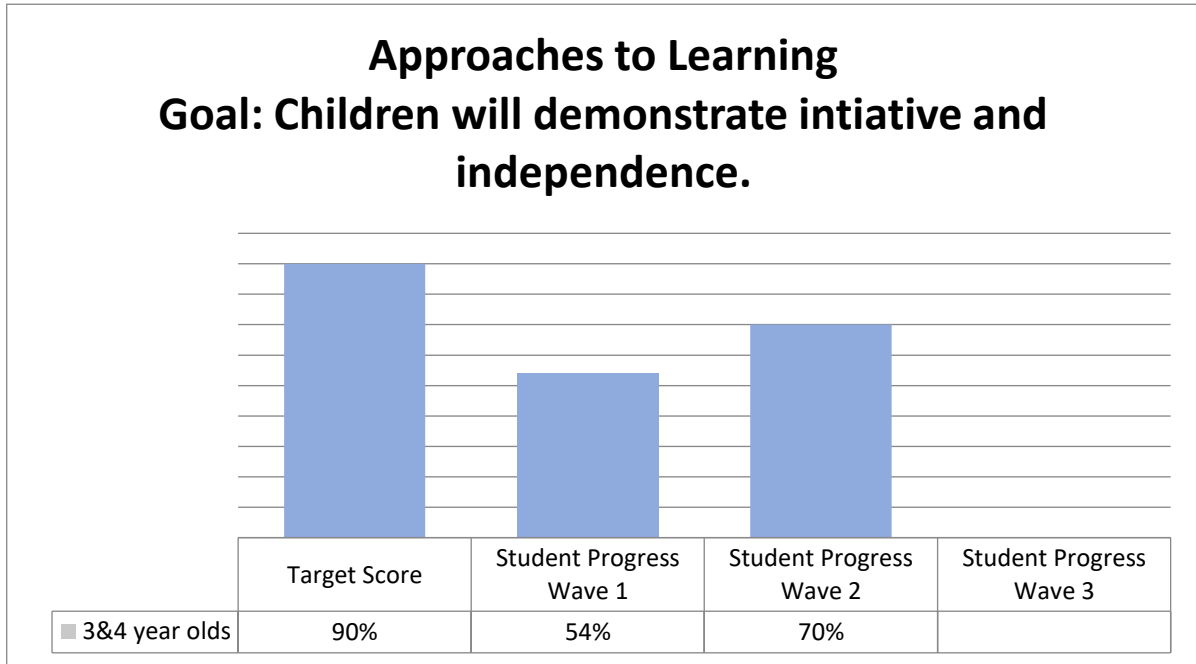 Approaches to Learning
Goal: Children will demonstrate intiative and
independence.
Target Score
Student Progress
Wave 1
Student Progress
Wave 2
Student Progress
Wave 3
3&4 year olds
90%
54%
70%